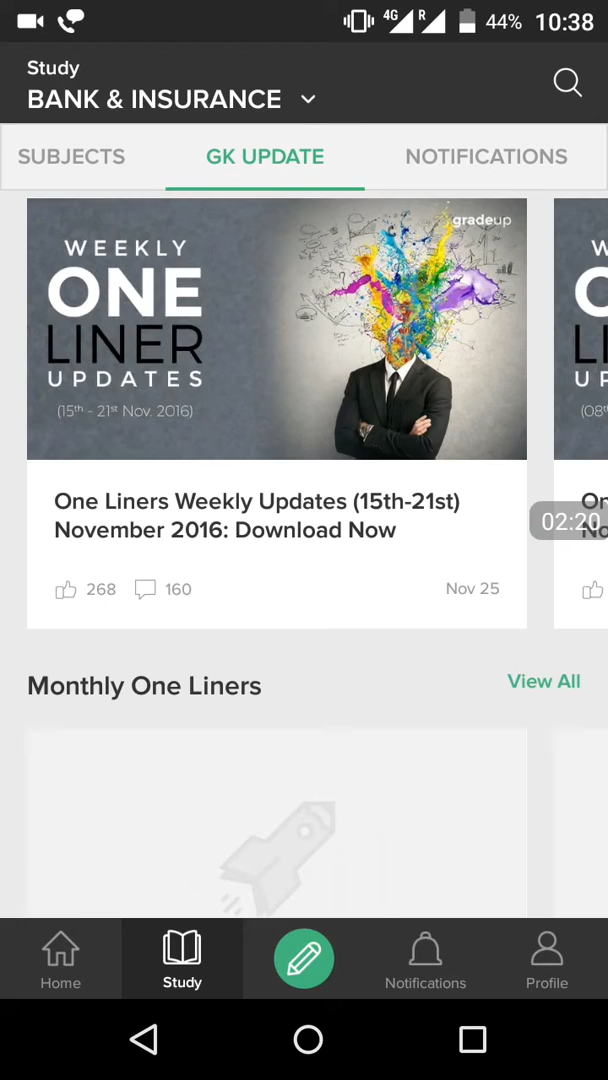 4G R 44% 10:38
Study
BANK & INSURANCE
SUBJECTS GK UPDATE NOTIFICATIONS
gradeup
WEEKLY
ONE
LINER
UPDATES
(15th - 21st Nov. 2016)
(08th
One Liners Weekly Updates (15th-21st)
November 2016: Download Now
02:20
268 160 Nov 25
Monthly One Liners View All
Home Study Notifications Profile